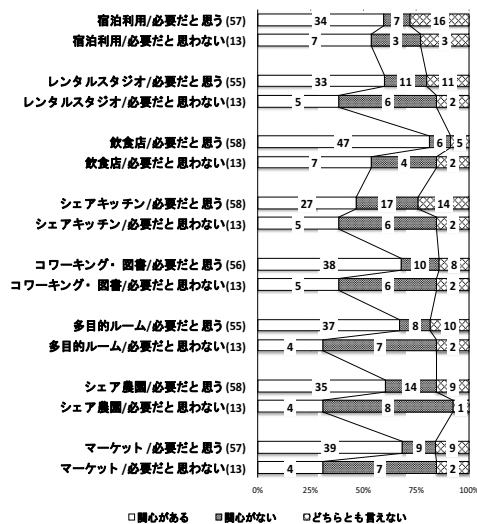 宿泊利用/必要だと思う(57) 34 7 16
宿泊利用/必要だと思わない(13) 7 3 3
レンタルスタジオ/必要だと思う(55) 33 11 11
レンタルスタジオ/必要だと思わない(13) 5 6 2
飲食店/必要だと思う(58) 47 6 5
飲食店/必要だと思わない(13) 7 4 2
シェアキッチン/必要だと思う(58) 27 17 14
シェアキッチン/必要だと思わない(13) 5 6 2
コワーキング・図書/必要だと思う(56) 38 10 8
コワーキング・図書/必要だと思わない(13) 5 6 2
多目的ルーム/必要だと思う(55) 37 8 10
多目的ルーム/必要だと思わない(13) 4 7 2
シェア農園/必要だと思う(58) 35 14 9
シェア農園/必要だと思わない(13) 4 8 1
マーケット/必要だと思う(57) 39 9 9
マーケット/必要だと思わない(13) 4 7 2
0% 25% 50% 75% 100%
関心がある 関心がない どちらとも言えない